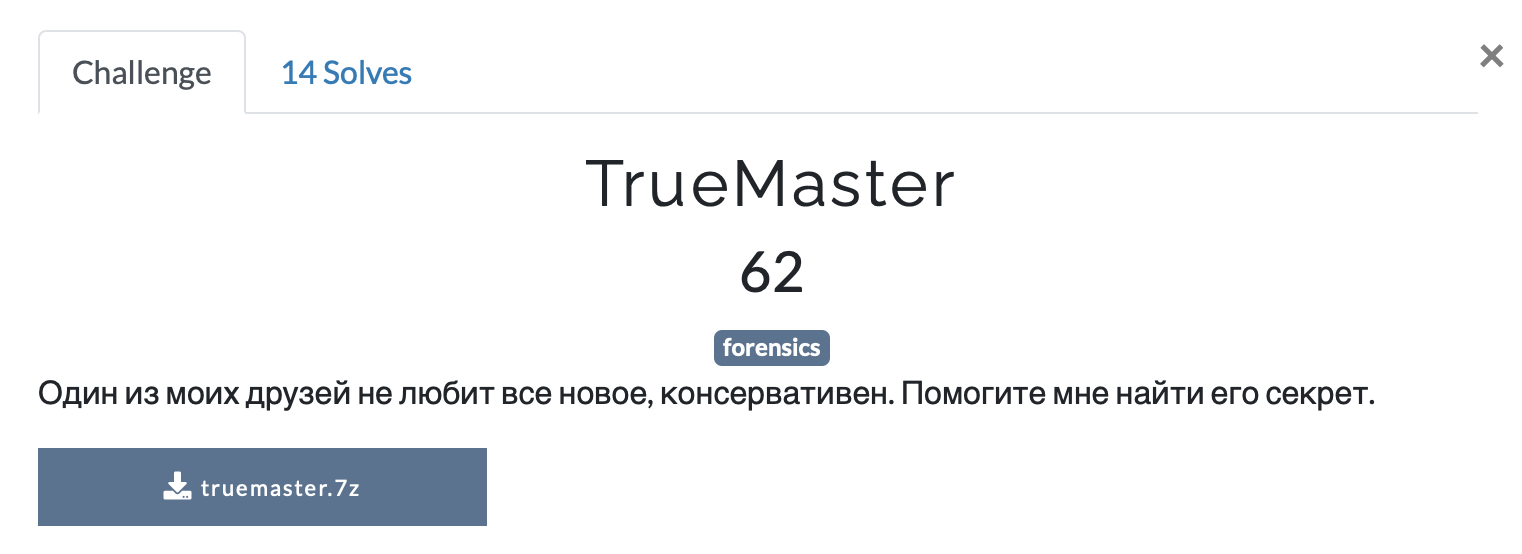 Challenge
14 Solves
×
TrueMaster
62
forensics
Один из моих друзей не любит все новое, консервативен. Помогите мне найти его секрет.
truemaster.7z